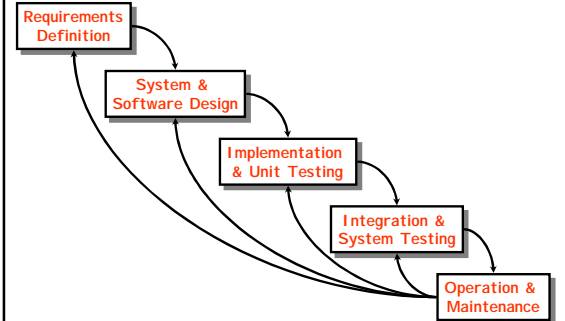 Requirements
Definition
System &
Software Design
Implementation
& Unit Testing
Integration &
System Testing
Operation &
Maintenance